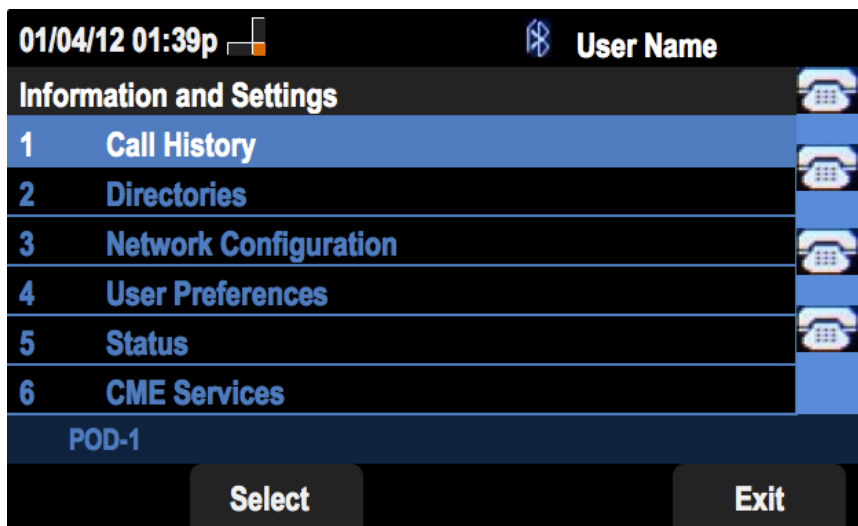 01/04/12 01:39p User Name
Information and Settings
1 Call History
2 Directories
3 Network Configuration
4 User Preferences
5 Status
6 CME Services
POD-1
Select Exit